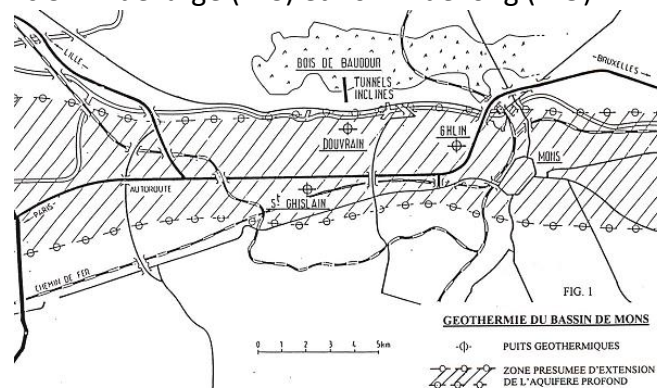 LILLE
BOIS DE BAUDOUR
BRUXELLES
TUNNELS
INCLINES
DOUVRAIN
GHLIN
MONS
AUTOROUTE
St GHISLAIN
PARIS
CHEMIN DE FER
FIG. 1
GEOTHERMIE DU BASSIN DE MONS
PUITS GEOTHERMIQUES
0 1 2 3 4 5km
ZONE PRESUMEE D'EXTENSION
DE L'AQUIFERE PROFOND